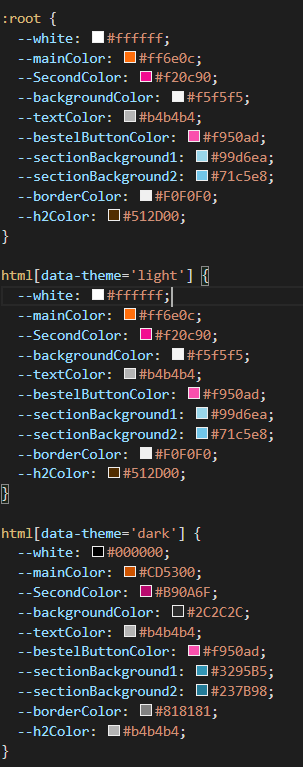 :root {
--white: #ffffff;
--mainColor: #ff6e0c;
--SecondColor: #f20c90;
--backgroundColor: #f5f5f5;
--textColor: #b4b4b4;
--bestelButtonColor: #f950ad;
--sectionBackground1: #99d6ea;
--sectionBackground2: #71c5e8;
--borderColor: #F0F0F0;
--h2Color: #512D00;
}
html[data-theme='light'] {
--white: #ffffff;
--mainColor: #ff6e0c;
--SecondColor: #f20c90;
--backgroundColor: #f5f5f5;
--textColor: #b4b4b4;
--bestelButtonColor: #f950ad;
--sectionBackground1: #99d6ea;
--sectionBackground2: #71c5e8;
--borderColor: #F0F0F0;
--h2Color: #512D00;
}
html[data-theme='dark'] {
--white: #000000;
--mainColor: #CD5300;
--SecondColor: #B90A6F;
--backgroundColor: #2C2C2C;
--textColor: #b4b4b4;
--bestelButtonColor: #f950ad;
--sectionBackground1: #3295B5;
--sectionBackground2: #237B98;
--borderColor: #818181;
--h2Color: #b4b4b4;
}